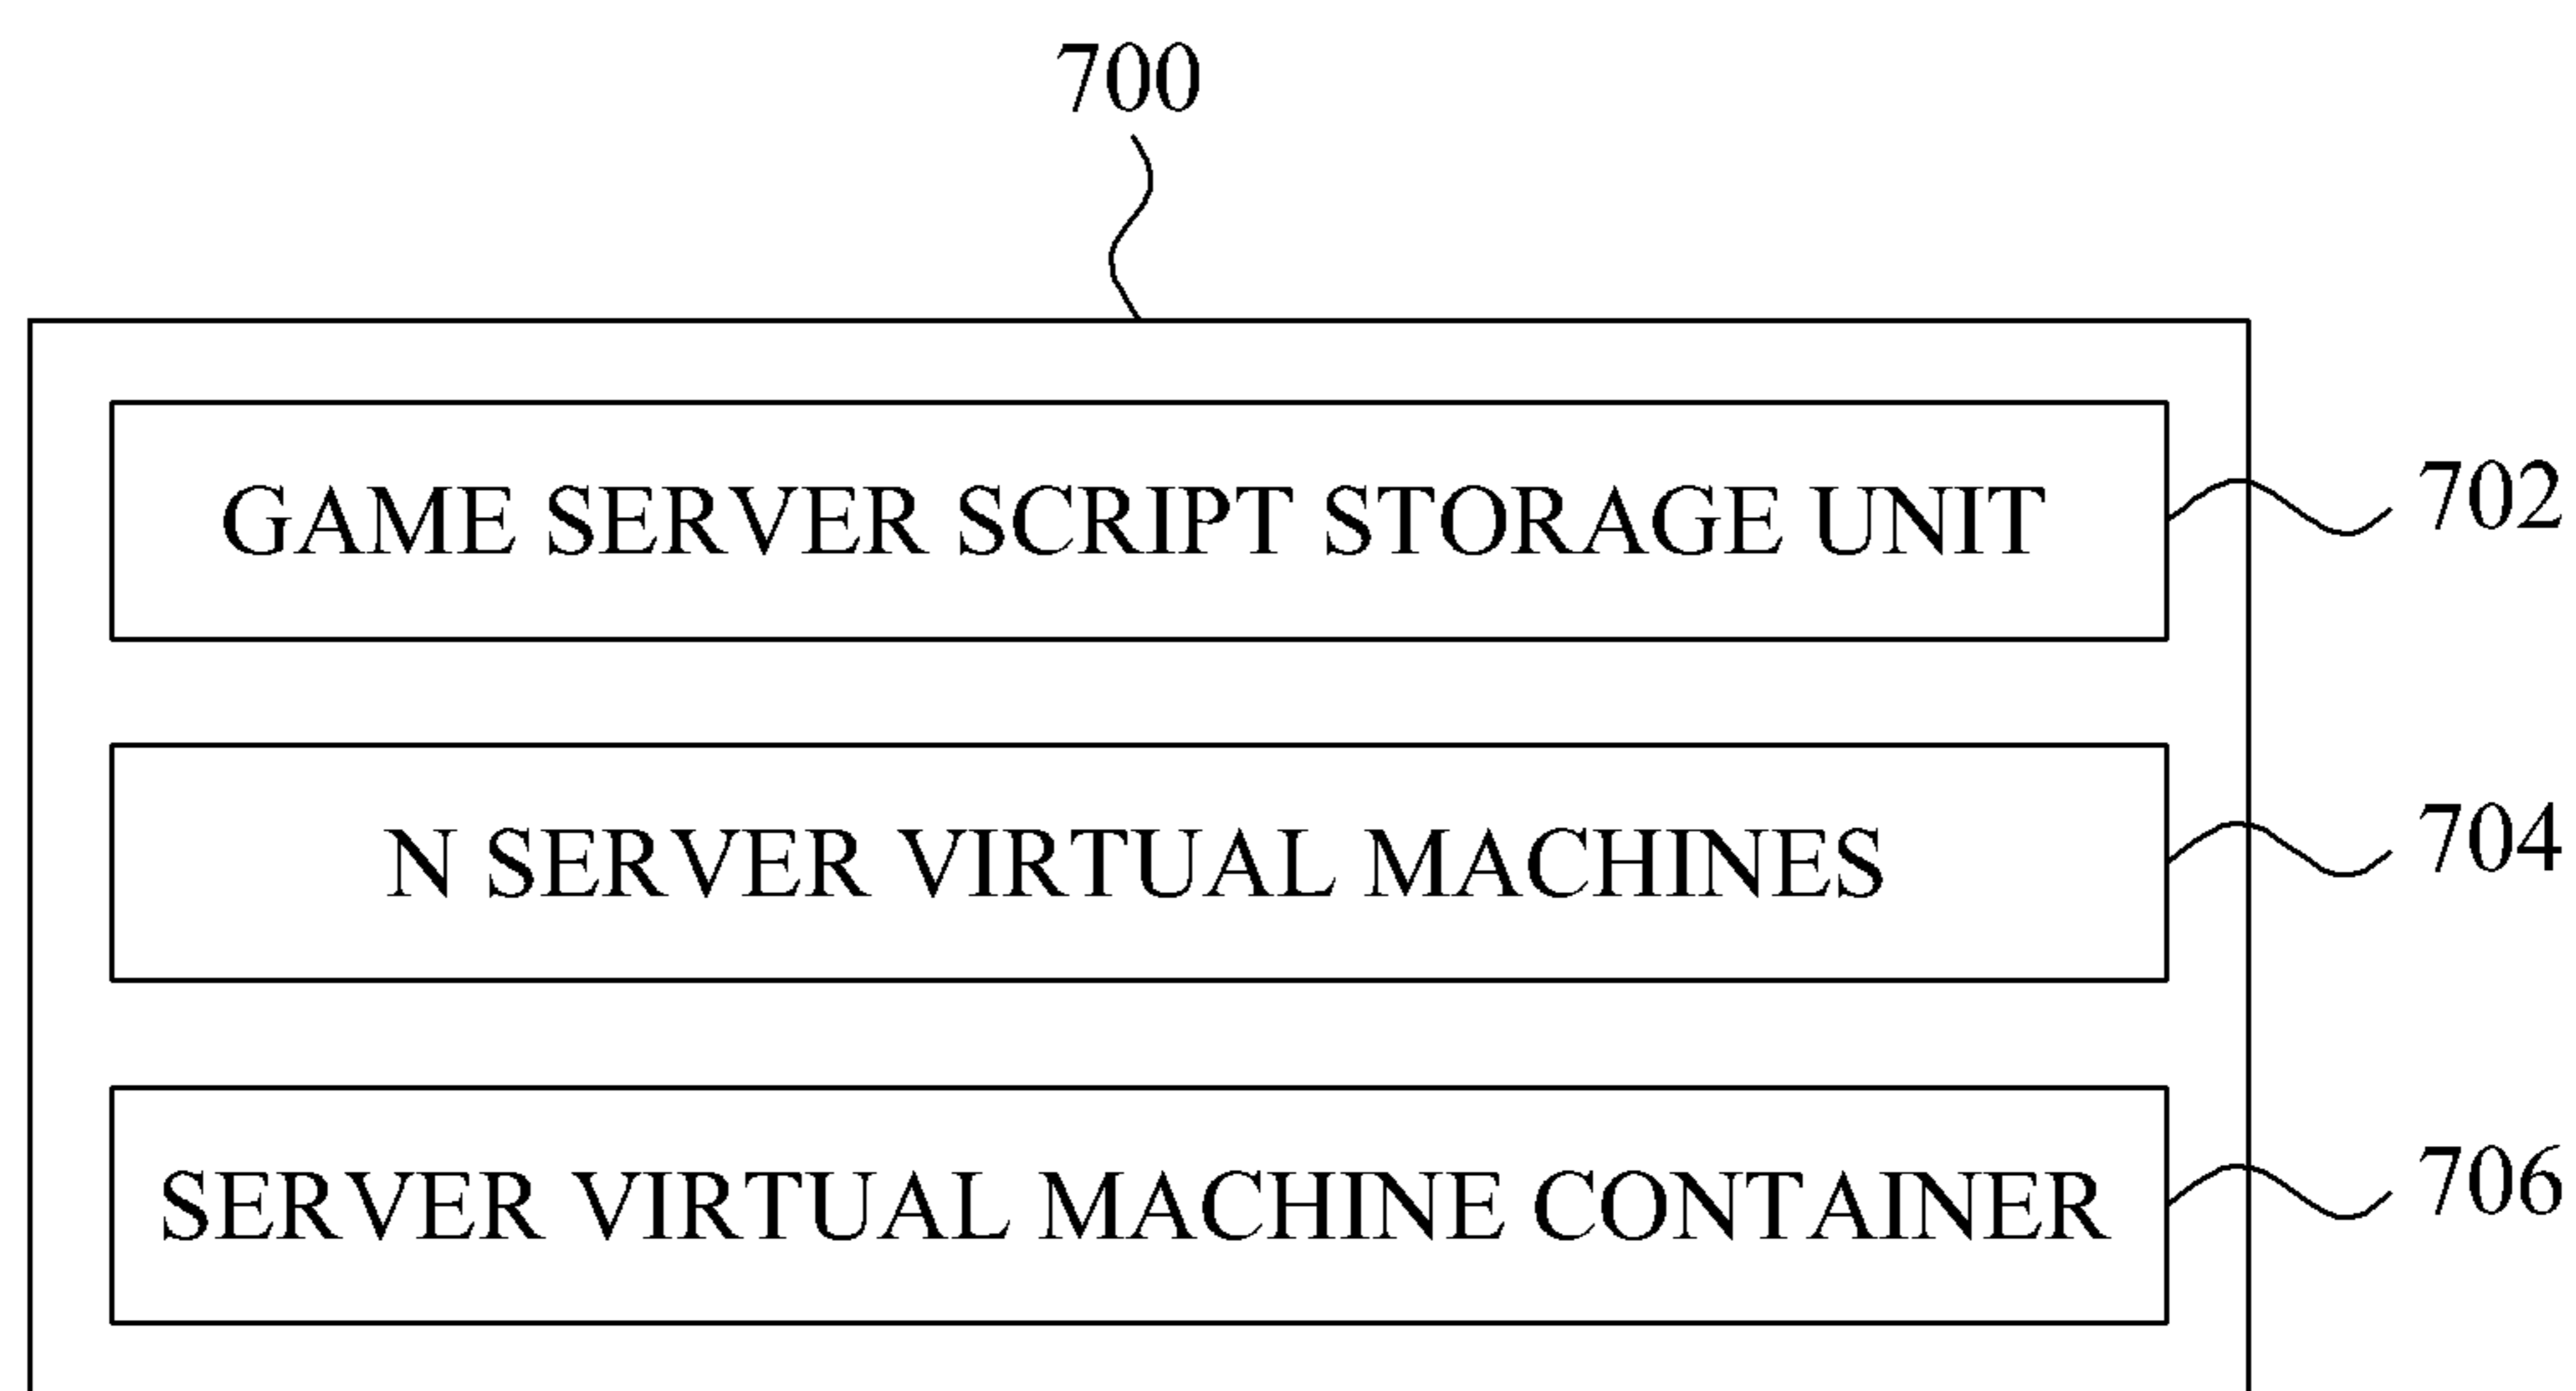 700
GAME SERVER SCRIPT STORAGE UNIT 702
N SERVER VIRTUAL MACHINES 704
SERVER VIRTUAL MACHINE CONTAINER 706